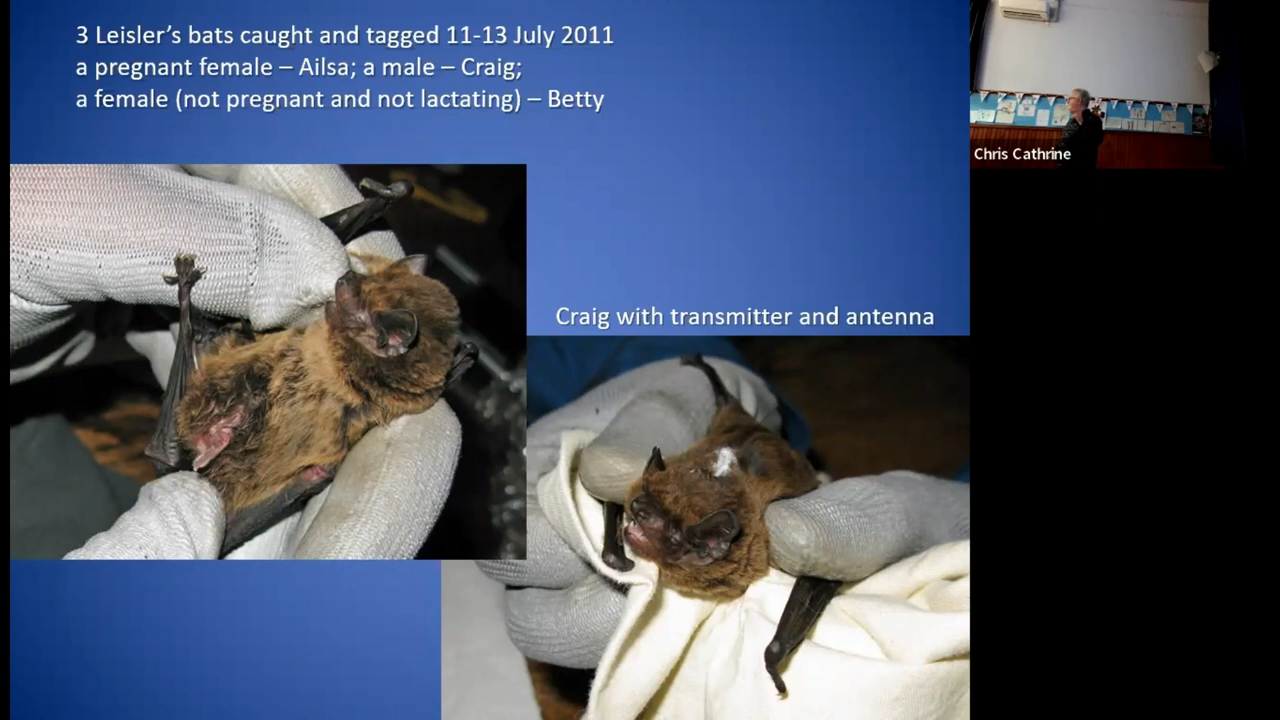 3 Leisler’s bats caught and tagged 11-13 July 2011
a pregnant female – Ailsa; a male – Craig;
a female (not pregnant and not lactating) – Betty
Chris Cathrine
Craig with transmitter and antenna